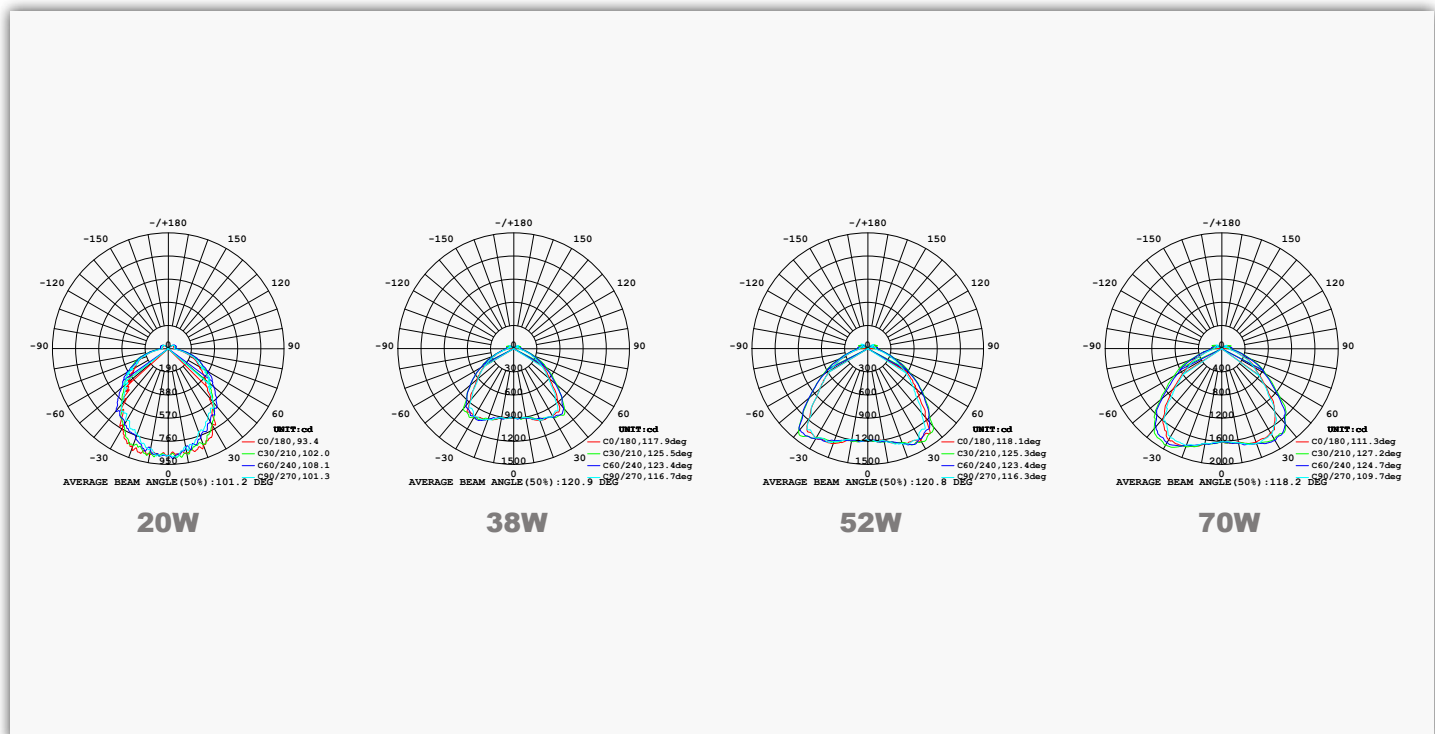 -/+180
-150 150
-120 120
-90 90
-60 60
-30 30
0
0
190
380
570
760
950
UNIT:cd
C0/180,93.4
C30/210,102.0
C60/240,108.1
C90/270,101.3
AVERAGE BEAM ANGLE(50%):101.2 DEG
20W
-/+180
-150 150
-120 120
-90 90
-60 60
-30 30
0
0
300
600
900
1200
1500
UNIT:cd
C0/180,117.9deg
C30/210,125.5deg
C60/240,123.4deg
C90/270,116.7deg
AVERAGE BEAM ANGLE(50%):120.9 DEG
38W
-/+180
-150 150
-120 120
-90 90
-60 60
-30 30
0
0
300
600
900
1200
1500
UNIT:cd
C0/180,118.1deg
C30/210,125.3deg
C60/240,123.4deg
C90/270,116.3deg
AVERAGE BEAM ANGLE(50%):120.8 DEG
52W
-/+180
-150 150
-120 120
-90 90
-60 60
-30 30
0
0
400
800
1200
1600
2000
UNIT:cd
C0/180,111.3deg
C30/210,127.2deg
C60/240,124.7deg
C90/270,109.7deg
AVERAGE BEAM ANGLE(50%):118.2 DEG
70W